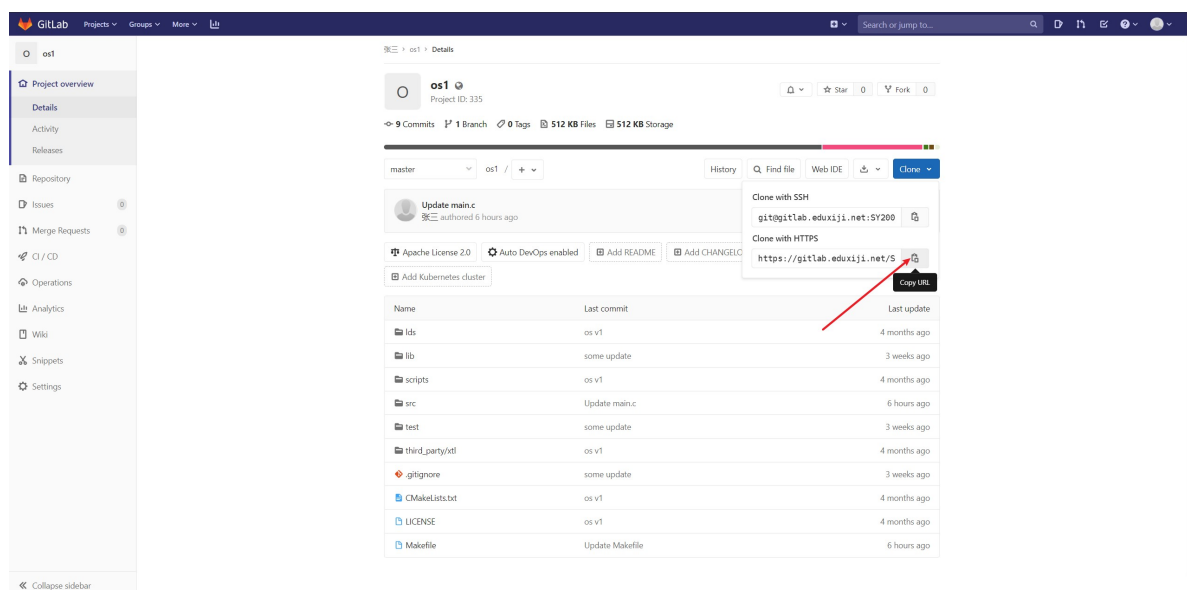 GitLab Projects Groups More Search or jump to...
O os1
Project overview
Details
Activity
Releases
Repository
Issues 0
Merge Requests 0
CI / CD
Operations
Analytics
Wiki
Snippets
Settings
Collapse sidebar
张三 > os1 > Details
O
os1
Project ID: 335
Star 0 Fork 0
9 Commits 1 Branch 0 Tags 512 KB Files 512 KB Storage
master os1 / + History Find file Web IDE Clone
Update main.c
张三 authored 6 hours ago
Clone with SSH
git@gitlab.eduxiji.net:SY200
Clone with HTTPS
https://gitlab.eduxiji.net/S
Copy URL
Apache License 2.0 Auto DevOps enabled Add README Add CHANGELO
Add Kubernetes cluster
Name Last commit Last update
lds os v1 4 months ago
lib some update 3 weeks ago
scripts os v1 4 months ago
src Update main.c 6 hours ago
test some update 3 weeks ago
third_party/xtl os v1 4 months ago
.gitignore some update 3 weeks ago
CMakeLists.txt os v1 4 months ago
LICENSE os v1 4 months ago
Makefile Update Makefile 6 hours ago